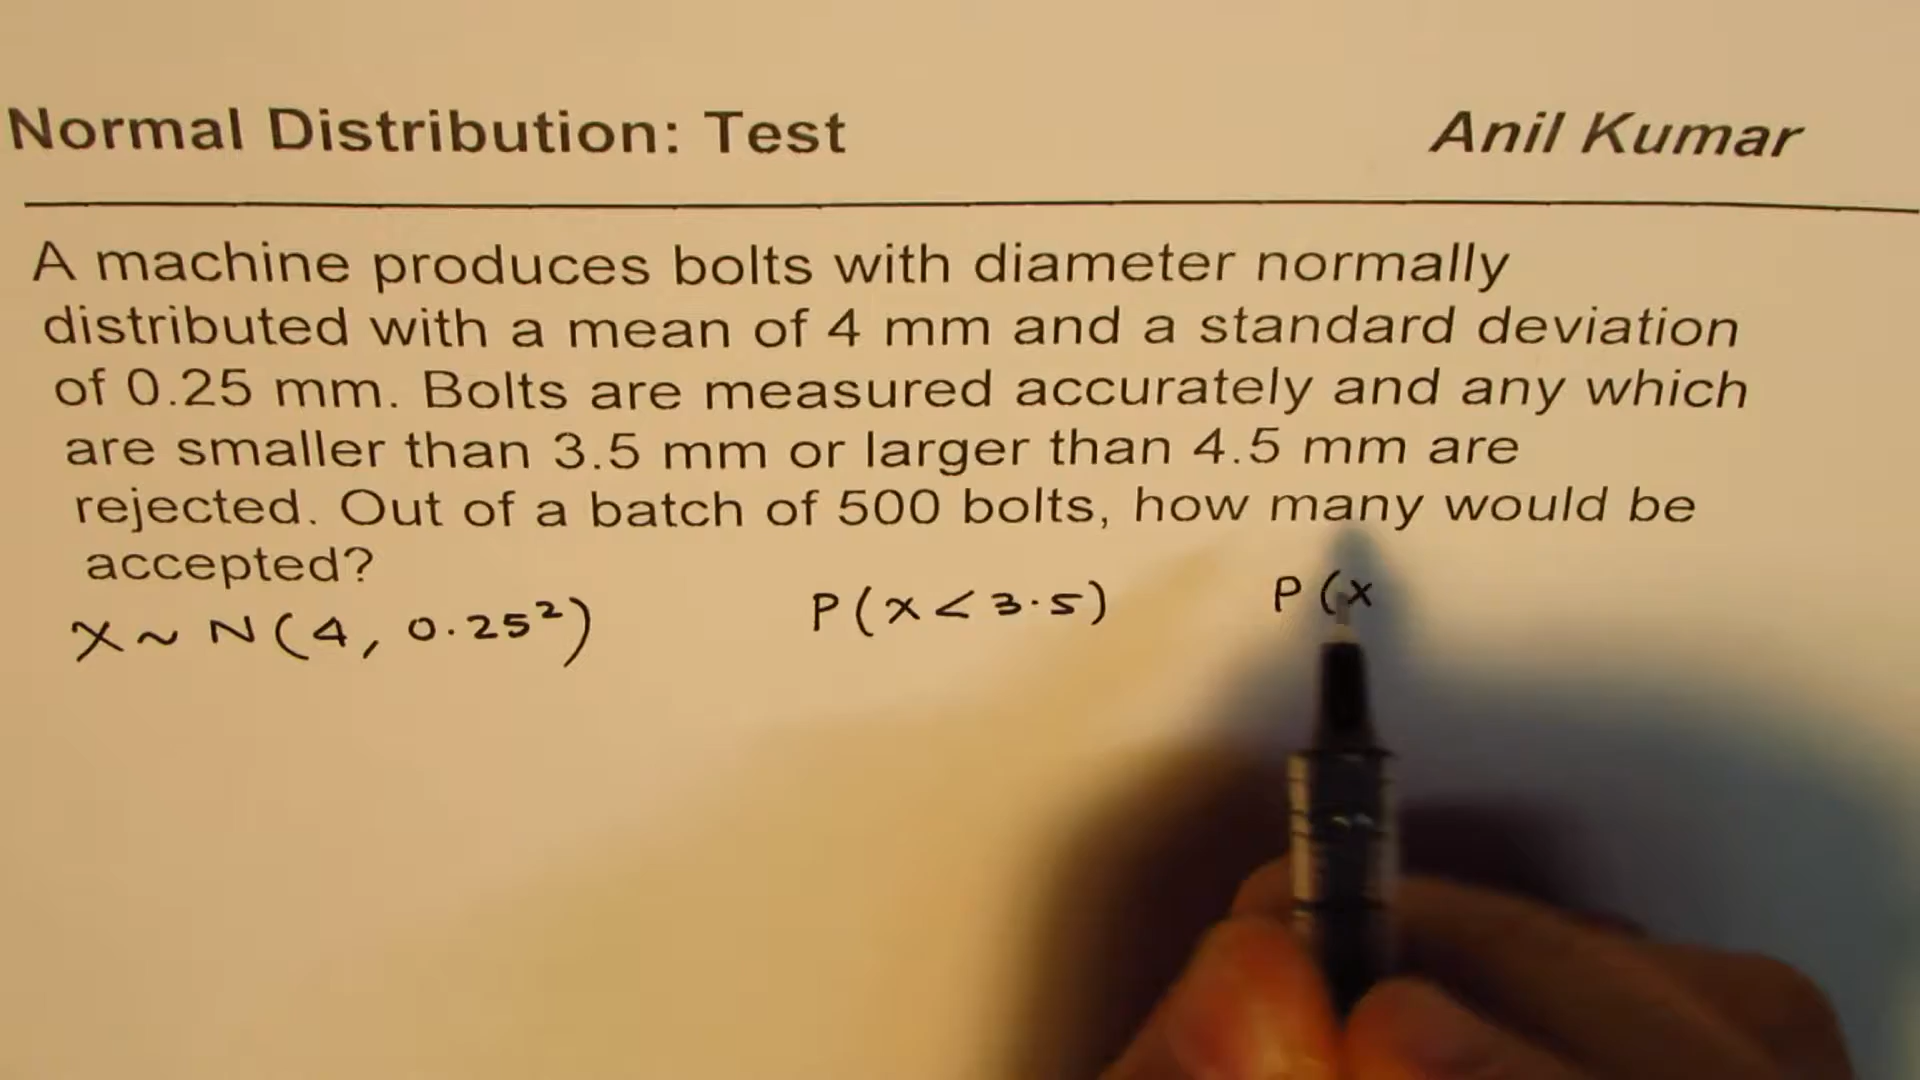 Normal Distribution: Test Anil Kumar
A machine produces bolts with diameter normally
distributed with a mean of 4 mm and a standard deviation
of 0.25 mm. Bolts are measured accurately and any which
are smaller than 3.5 mm or larger than 4.5 mm are
rejected. Out of a batch of 500 bolts, how many would be
accepted?
X ~ N(4, 0.25²) P(x < 3.5) P(x